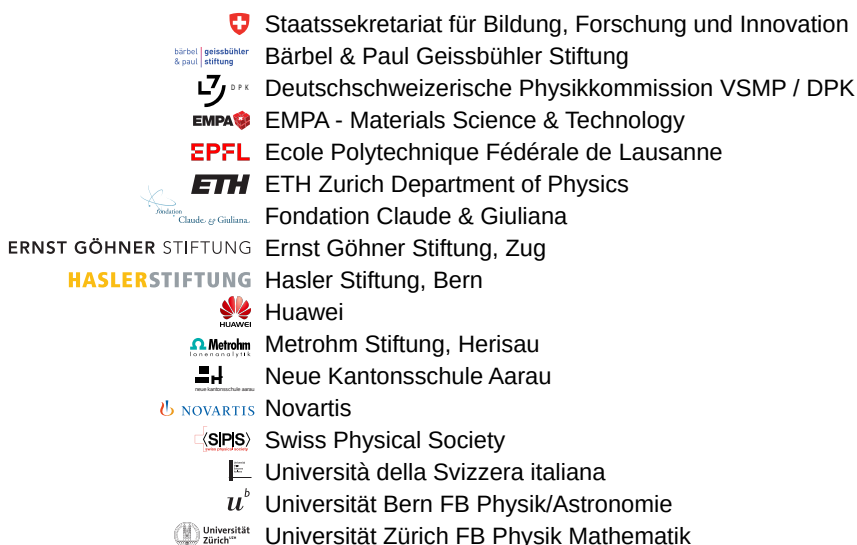 Staatssekretariat für Bildung, Forschung und Innovation
bärbel geissbühler
& paul stiftung
Bärbel & Paul Geissbühler Stiftung
DPK
Deutschschweizerische Physikkommission VSMP / DPK
EMPA
EMPA - Materials Science & Technology
EPFL
Ecole Polytechnique Fédérale de Lausanne
ETH
ETH Zurich Department of Physics
fondation
Claude & Giuliana
Fondation Claude & Giuliana
ERNST GÖHNER STIFTUNG
Ernst Göhner Stiftung, Zug
HASLERSTIFTUNG
Hasler Stiftung, Bern
HUAWEI
Huawei
Metrohm
Ionenanalytik
Metrohm Stiftung, Herisau
neue kantonsschule aarau
Neue Kantonsschule Aarau
NOVARTIS
Novartis
SPS
swiss physical society
Swiss Physical Society
Università della Svizzera italiana
u b
Universität Bern FB Physik/Astronomie
Universität
Zürich UZH
Universität Zürich FB Physik Mathematik